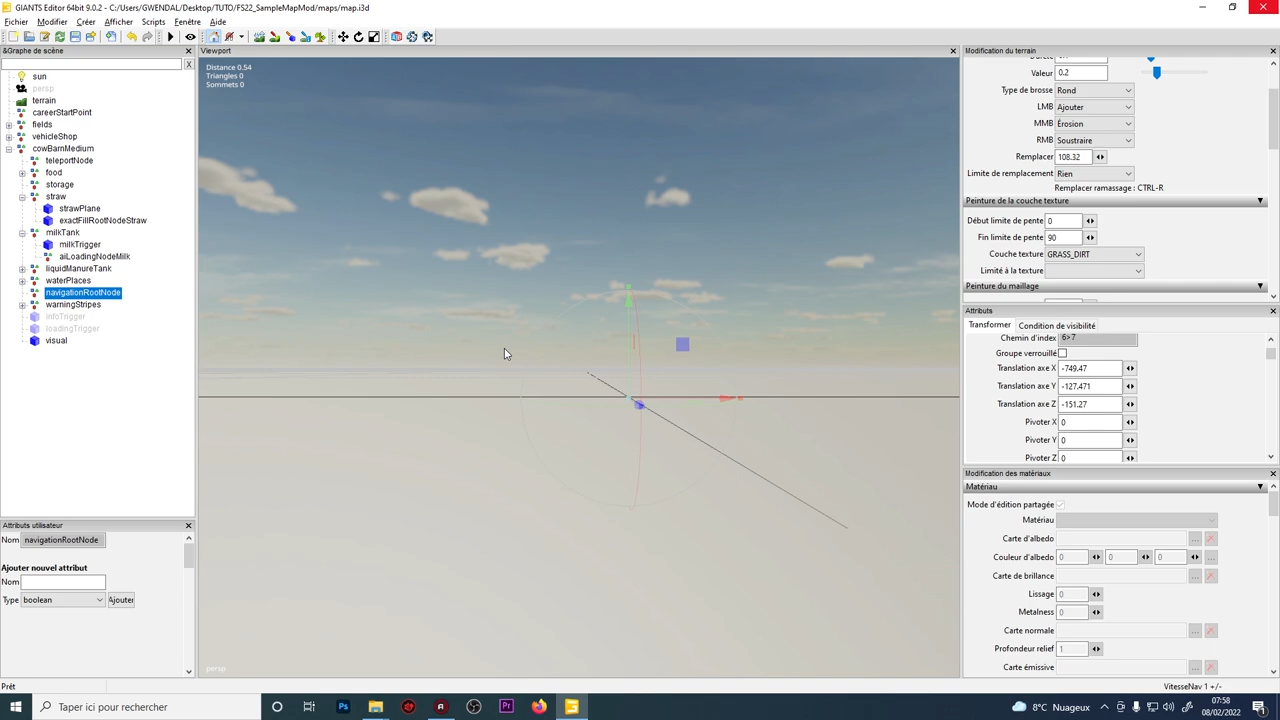 GIANTS Editor 64bit 9.0.2 - C:/Users/GWENDAL/Desktop/TUTO/FS22_SampleMapMod/maps/map.i3d
Fichier Modifier Créer Afficher Scripts Fenêtre Aide
&Graphe de scène
X
sun
persp
terrain
careerStartPoint
fields
vehicleShop
cowBarnMedium
teleportNode
food
storage
straw
strawPlane
exactFillRootNodeStraw
milkTank
milkTrigger
aiLoadingNodeMilk
liquidManureTank
waterPlaces
navigationRootNode
warningStripes
infoTrigger
loadingTrigger
visual
Attributs utilisateur
Nom navigationRootNode
Ajouter nouvel attribut
Nom
Type boolean Ajouter
Viewport
Distance 0.54
Triangles 0
Sommets 0
persp
Modification du terrain
Valeur 0.2
Type de brosse Rond
LMB Ajouter
MMB Érosion
RMB Soustraire
Remplacer 108.32
Limite de remplacement Rien
Remplacer ramassage : CTRL-R
Peinture de la couche texture
Début limite de pente 0
Fin limite de pente 90
Couche texture GRASS_DIRT
Limité à la texture
Peinture du maillage
Attributs
Transformer Condition de visibilité
Chemin d'index 6>7
Groupe verrouillé
Translation axe X -749.47
Translation axe Y -127.471
Translation axe Z -151.27
Pivoter X 0
Pivoter Y 0
Pivoter Z 0
Modification des matériaux
Matériau
Mode d'édition partagée
Matériau
Carte d'albedo ...
Couleur d'albedo 0 0 0 ...
Carte de brillance ...
Lissage 0
Metalness 0
Carte normale ...
Profondeur relief 1
Carte émissive ...
Prêt
VitesseNav 1 +/-
Taper ici pour rechercher
Ps
Pr
8°C Nuageux
07:58
08/02/2022